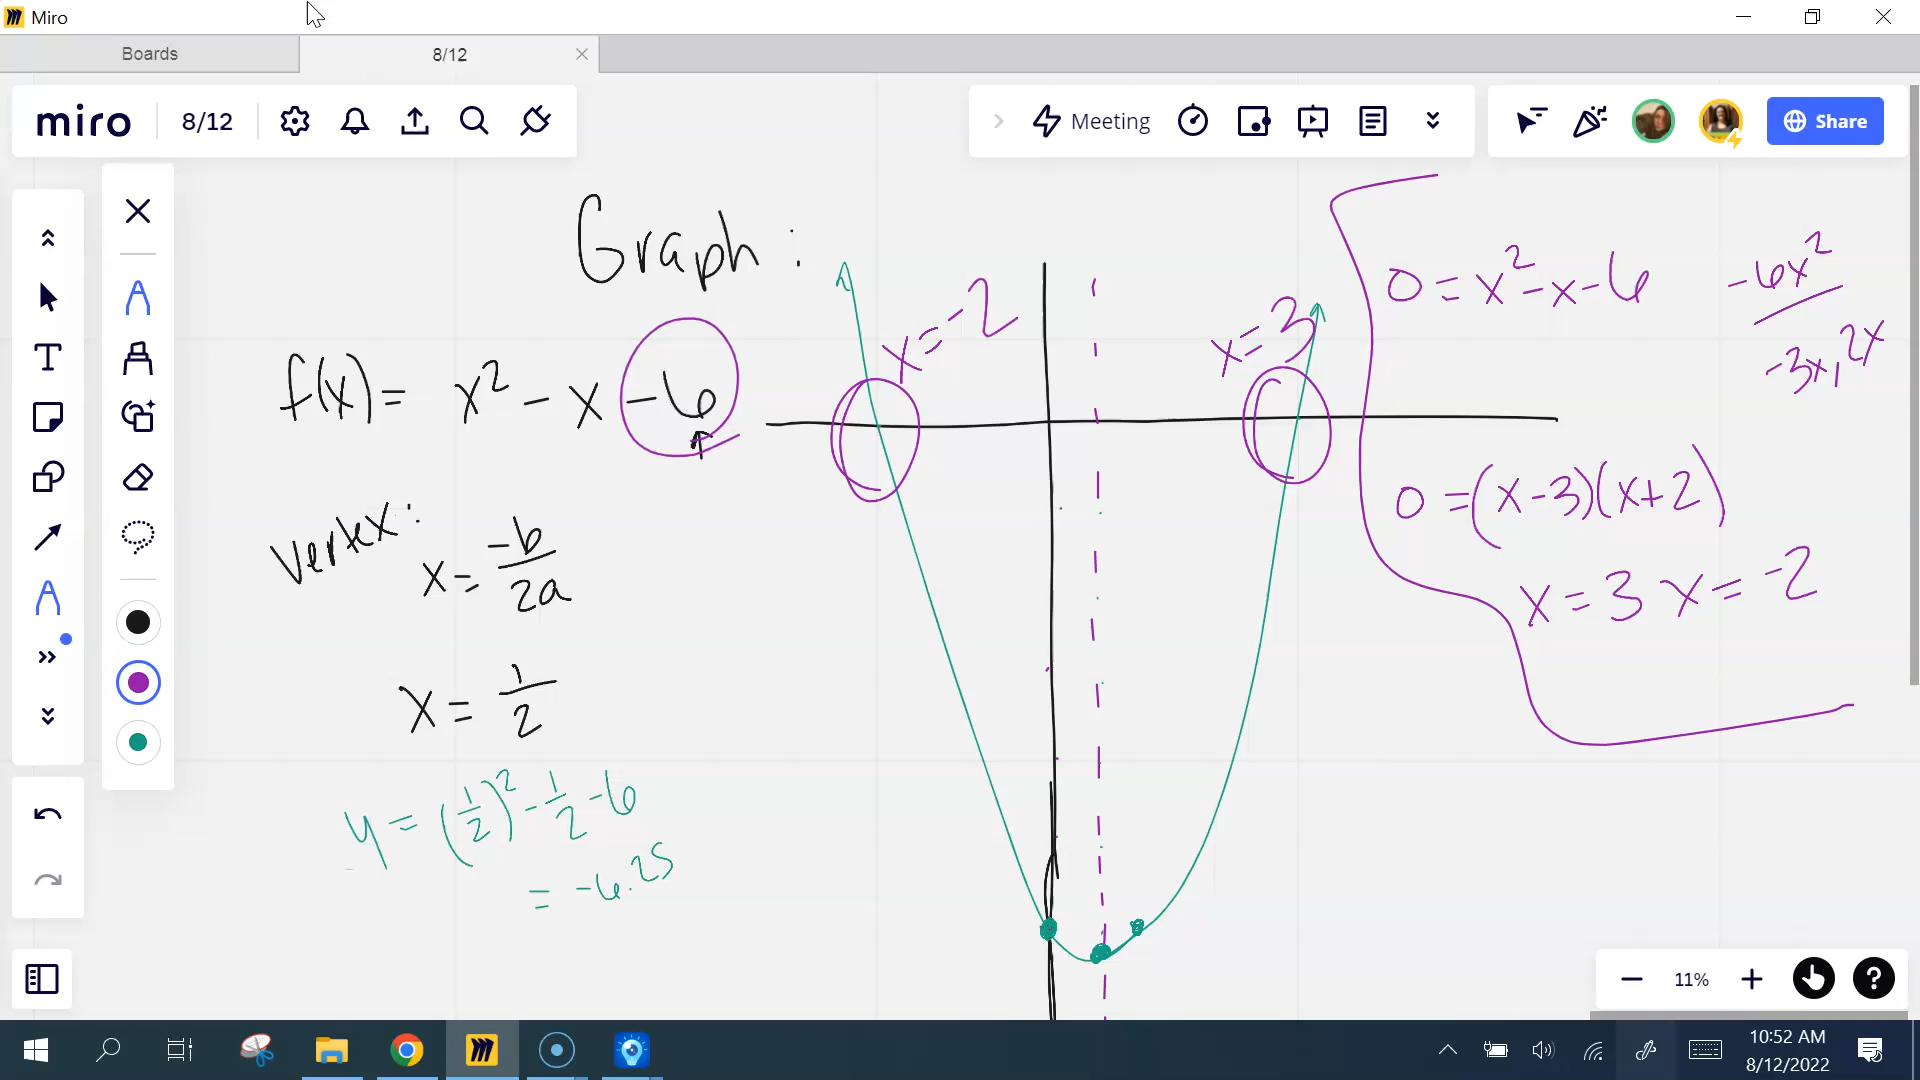 Miro
Boards
8/12
miro
8/12
Meeting
Share
Graph:
f(x) = x² - x - 6
vertex:
x = -b/2a
x = 1/2
y = (1/2)² - 1/2 - 6
= -6.25
x = -2
x = 3
0 = x² - x - 6
-6x²
-3x, 2x
0 = (x-3)(x+2)
x = 3 x = -2
11%
?
10:52 AM
8/12/2022